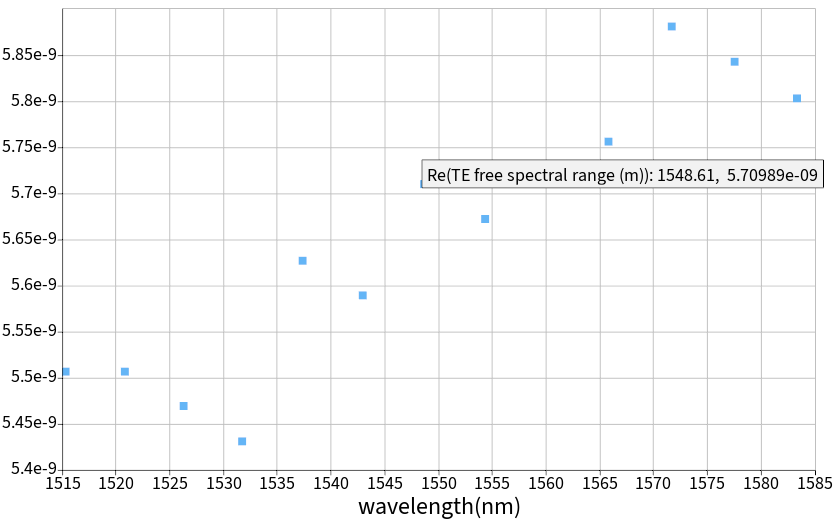 5.85e-9
5.8e-9
5.75e-9
Re(TE free spectral range (m)): 1548.61, 5.70989e-09
5.7e-9
5.65e-9
5.6e-9
5.55e-9
5.5e-9
5.45e-9
5.4e-9
1515 1520 1525 1530 1535 1540 1545 1550 1555 1560 1565 1570 1575 1580 1585
wavelength(nm)